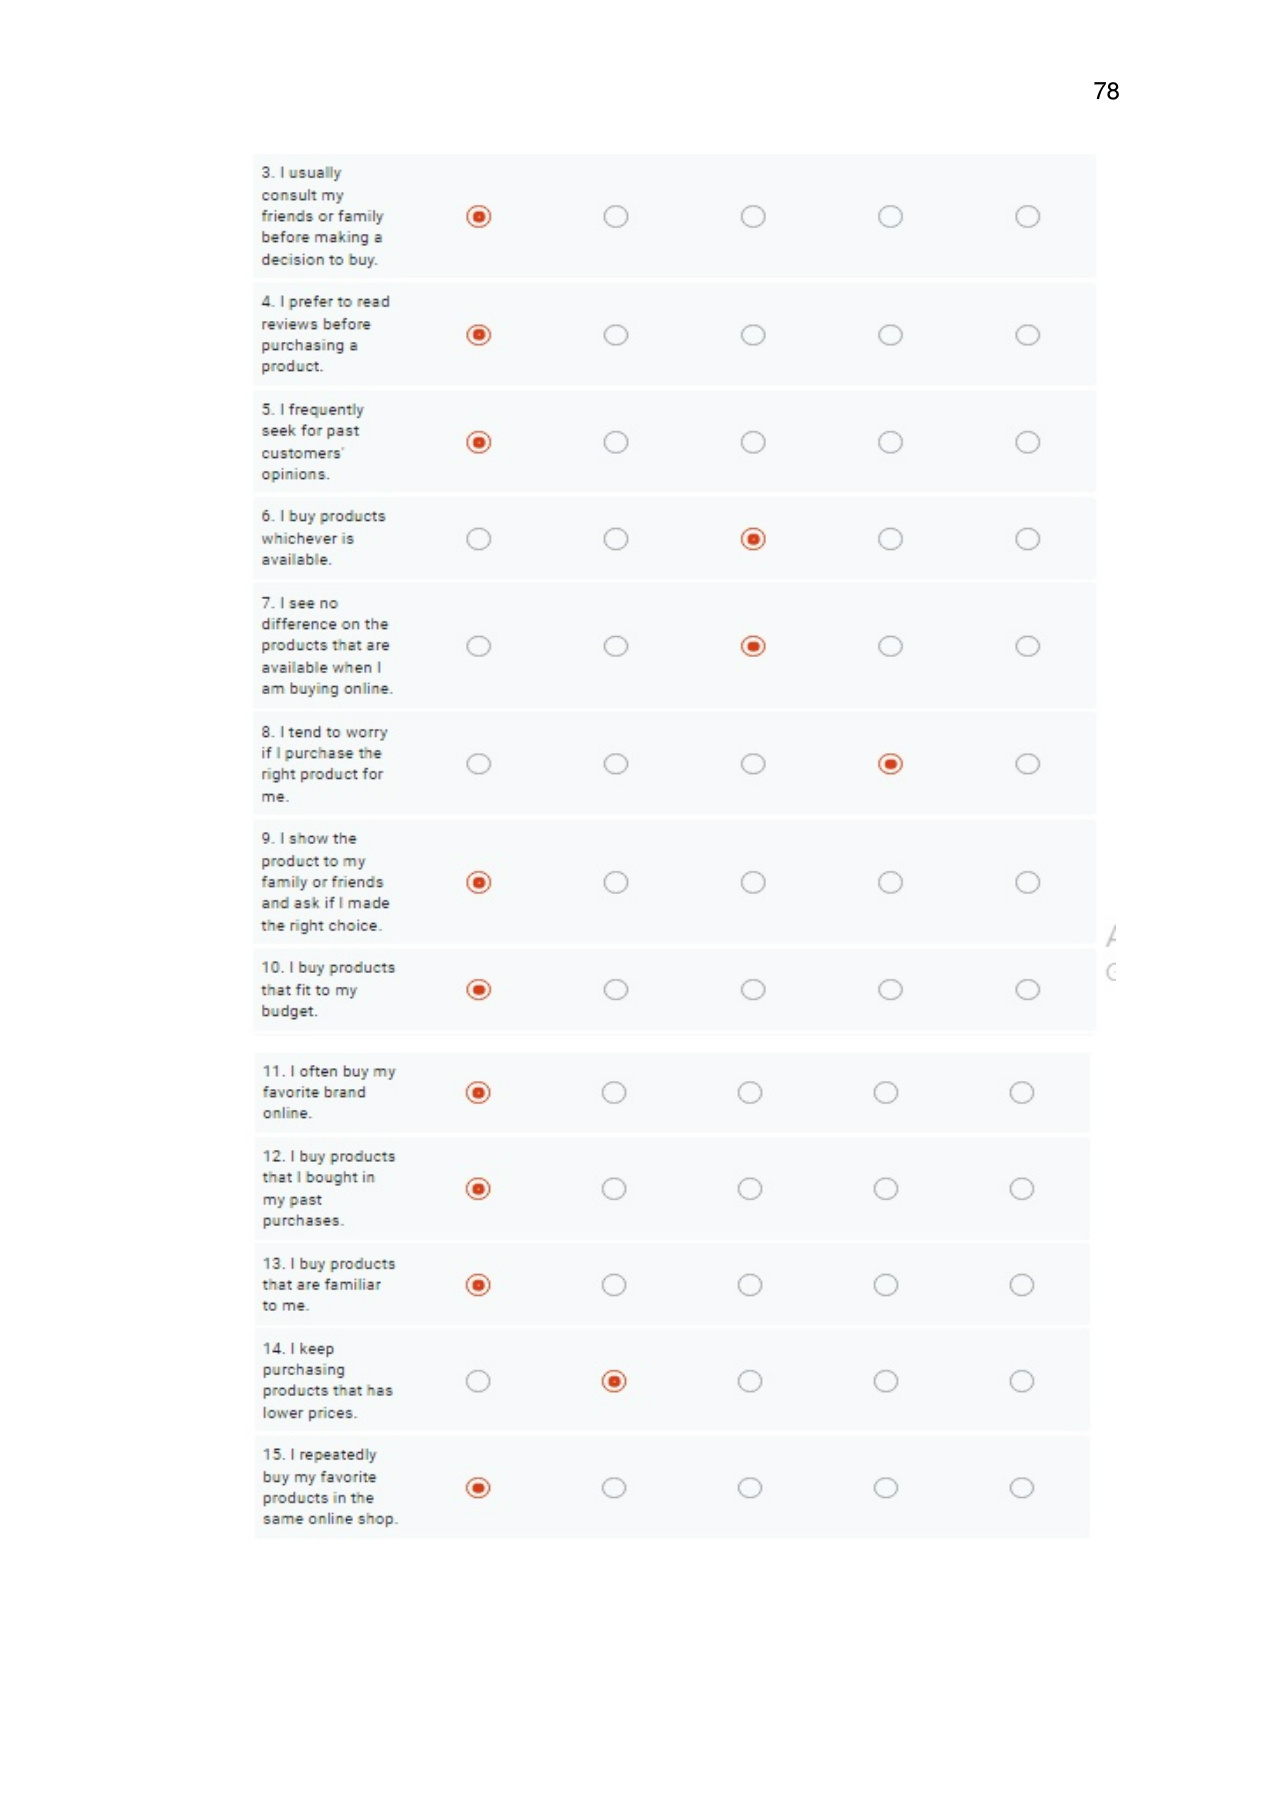 78
3. I usually
consult my
friends or family
before making a
decision to buy.
4. I prefer to read
reviews before
purchasing a
product.
5. I frequently
seek for past
customers'
opinions.
6. I buy products
whichever is
available.
7. I see no
difference on the
products that are
available when I
am buying online.
8. I tend to worry
if I purchase the
right product for
me.
9. I show the
product to my
family or friends
and ask if I made
the right choice.
10. I buy products
that fit to my
budget.
11. I often buy my
favorite brand
online.
12. I buy products
that I bought in
my past
purchases.
13. I buy products
that are familiar
to me.
14. I keep
purchasing
products that has
lower prices.
15. I repeatedly
buy my favorite
products in the
same online shop.